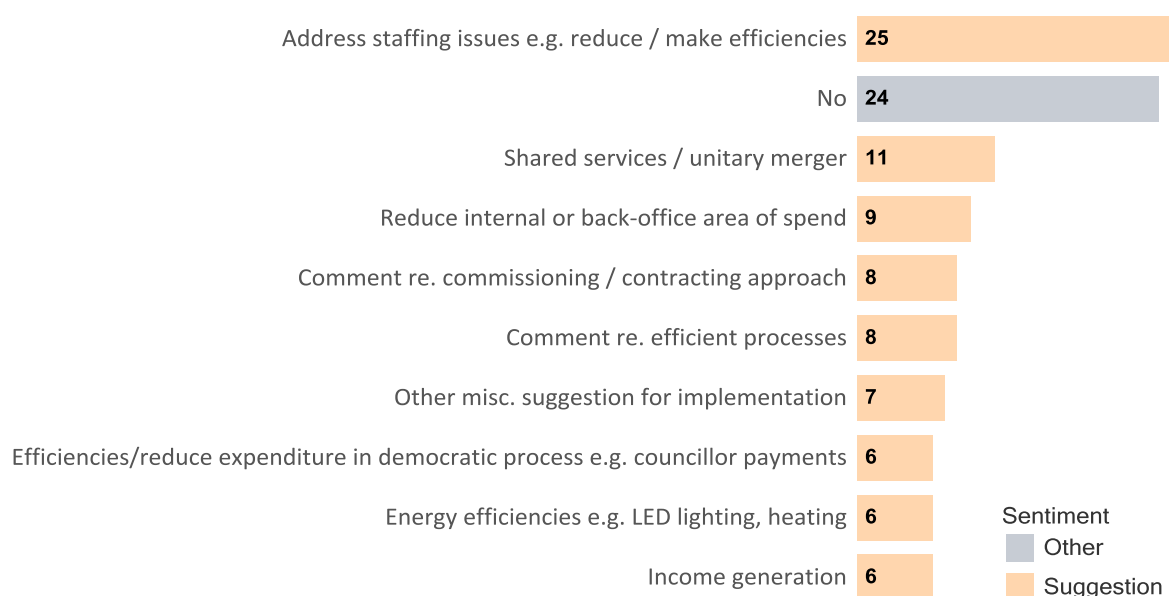 Address staffing issues e.g. reduce / make efficiencies 25
No 24
Shared services / unitary merger 11
Reduce internal or back-office area of spend 9
Comment re. commissioning / contracting approach 8
Comment re. efficient processes 8
Other misc. suggestion for implementation 7
Efficiencies/reduce expenditure in democratic process e.g. councillor payments 6
Energy efficiencies e.g. LED lighting, heating 6
Income generation 6
Sentiment
Other
Suggestion